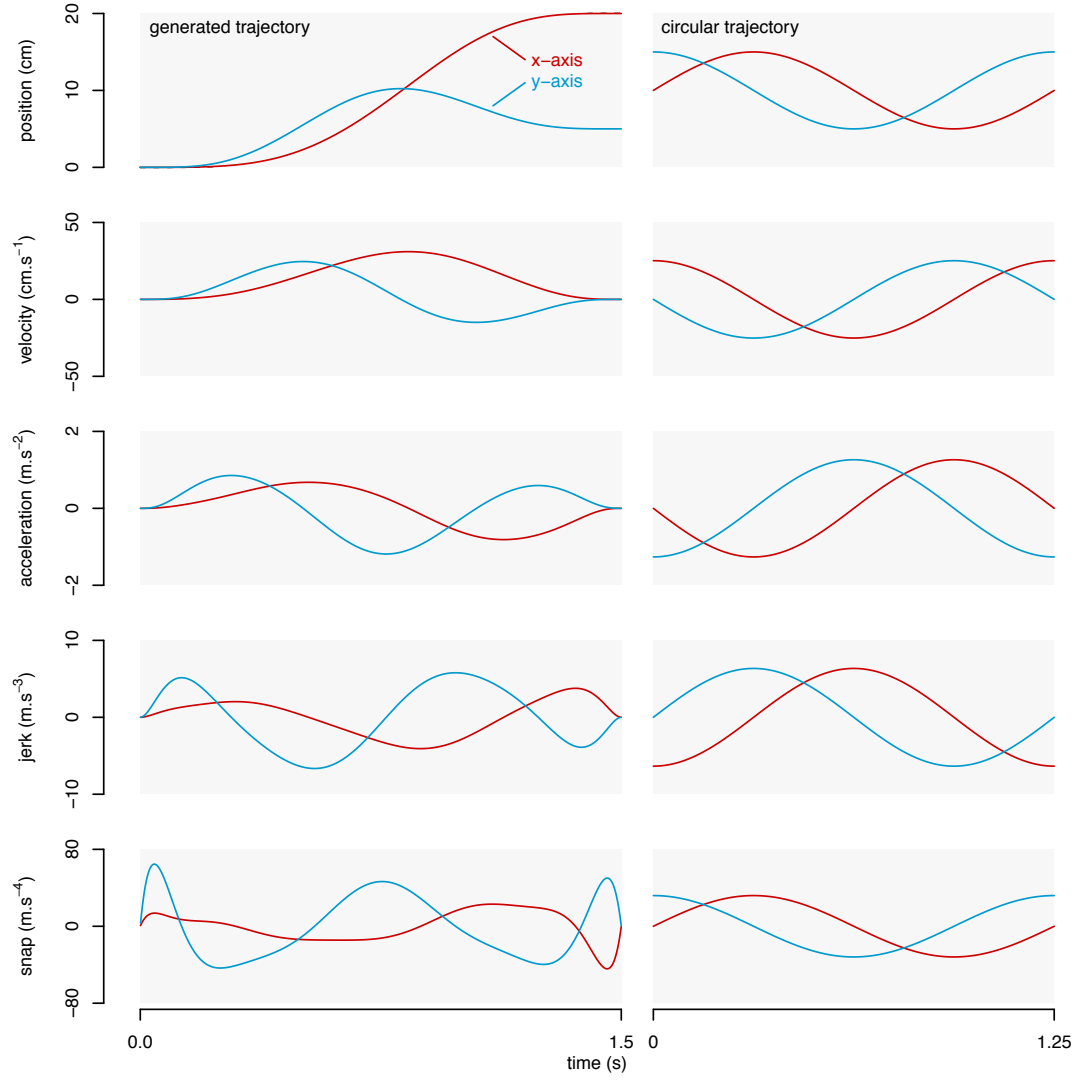 generated trajectory
circular trajectory
x−axis
y−axis
position (cm)
20
10
0
velocity (cm.s−1)
50
0
−50
acceleration (m.s−2)
2
0
−2
jerk (m.s−3)
10
0
−10
snap (m.s−4)
80
0
−80
0.0
1.5
0
1.25
time (s)